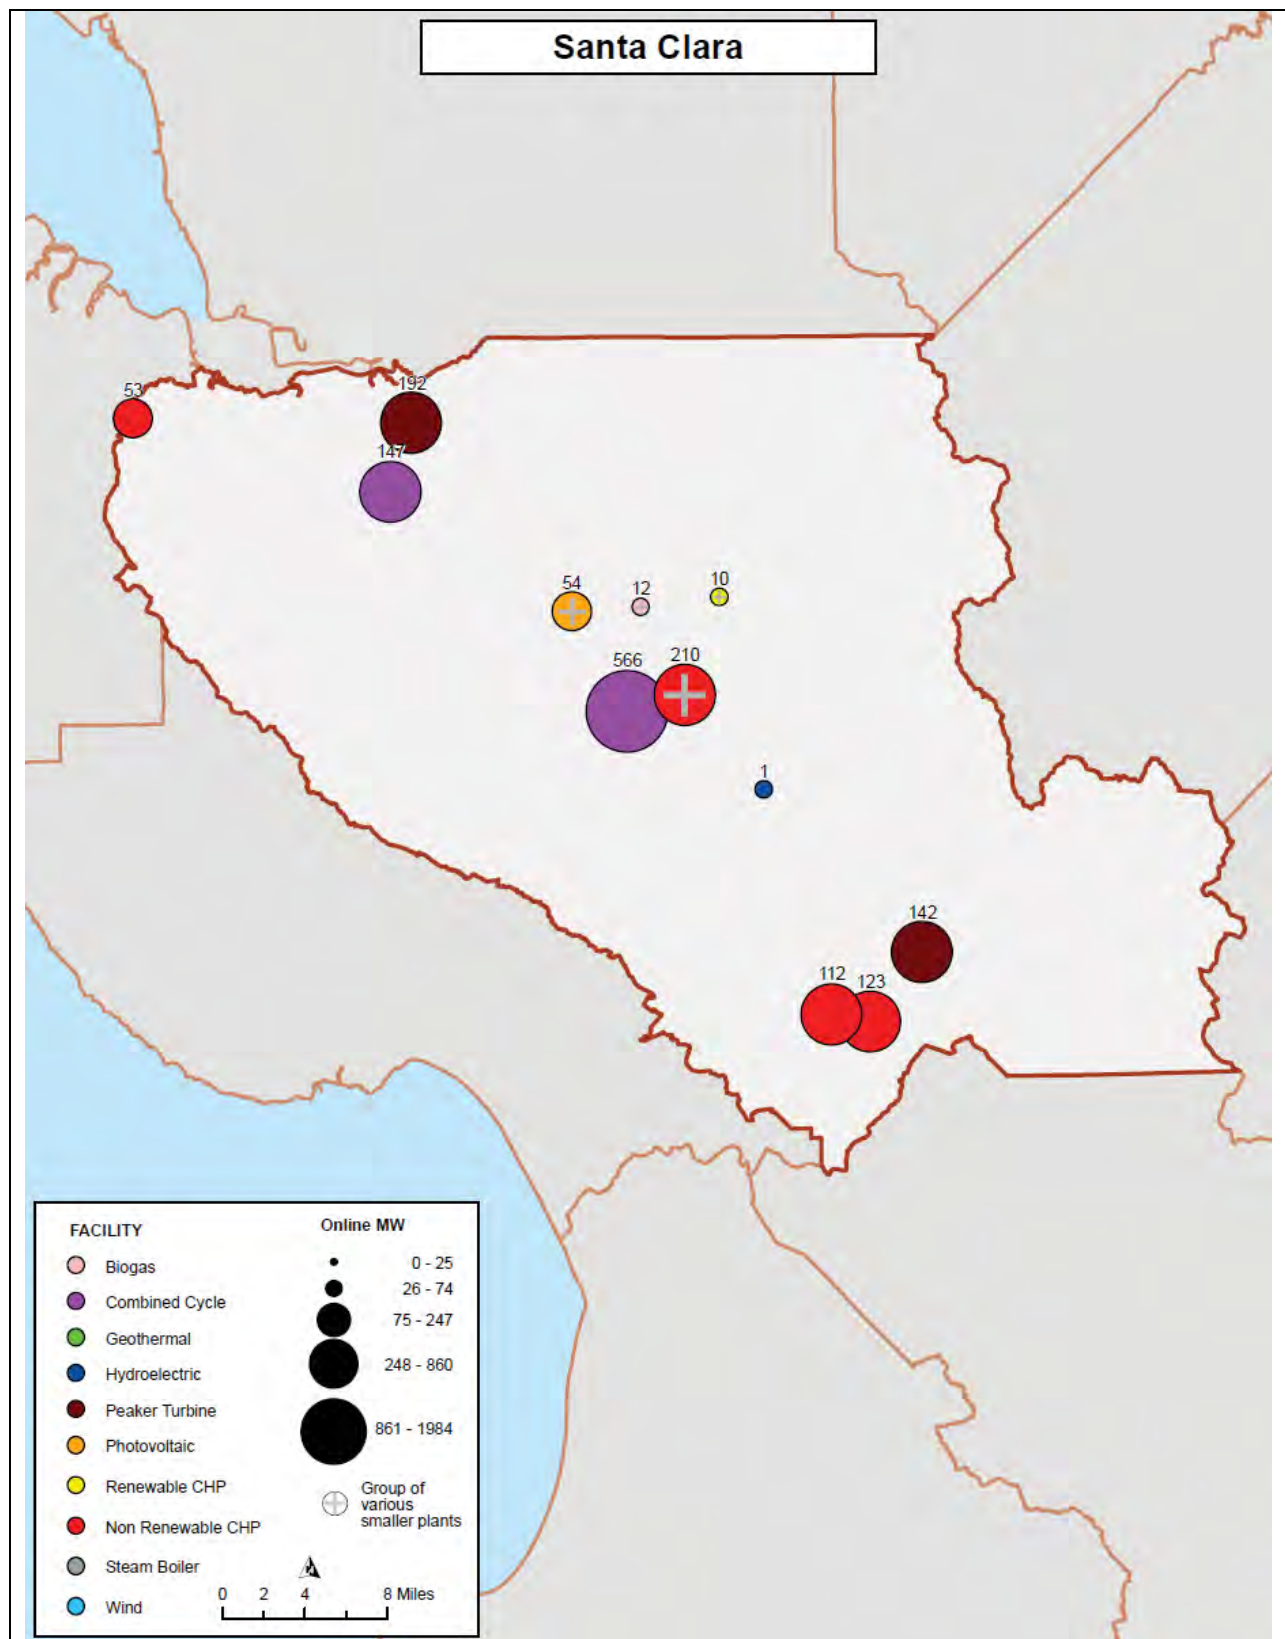 Santa Clara
53
192
147
54
12
10
566
210
1
142
112
123
FACILITY
Biogas
Combined Cycle
Geothermal
Hydroelectric
Peaker Turbine
Photovoltaic
Renewable CHP
Non Renewable CHP
Steam Boiler
Wind
Online MW
0 - 25
26 - 74
75 - 247
248 - 860
861 - 1984
Group of
various
smaller plants
0 2 4 8 Miles